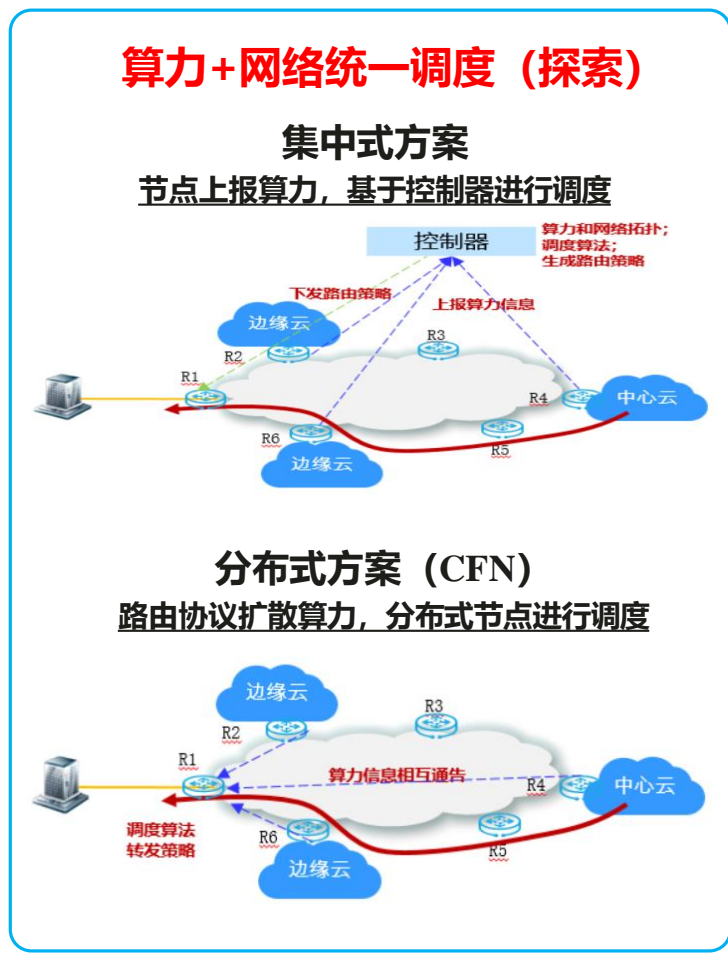 算力+网络统一调度（探索）
集中式方案
节点上报算力，基于控制器进行调度
控制器
算力和网络拓扑；
调度算法；
生成路由策略
下发路由策略
上报算力信息
边缘云
R2
R3
R1
R4
中心云
R6
R5
边缘云
分布式方案（CFN）
路由协议扩散算力，分布式节点进行调度
边缘云
R2
R3
R1
算力信息相互通告
R4
中心云
调度算法
转发策略
R6
R5
边缘云